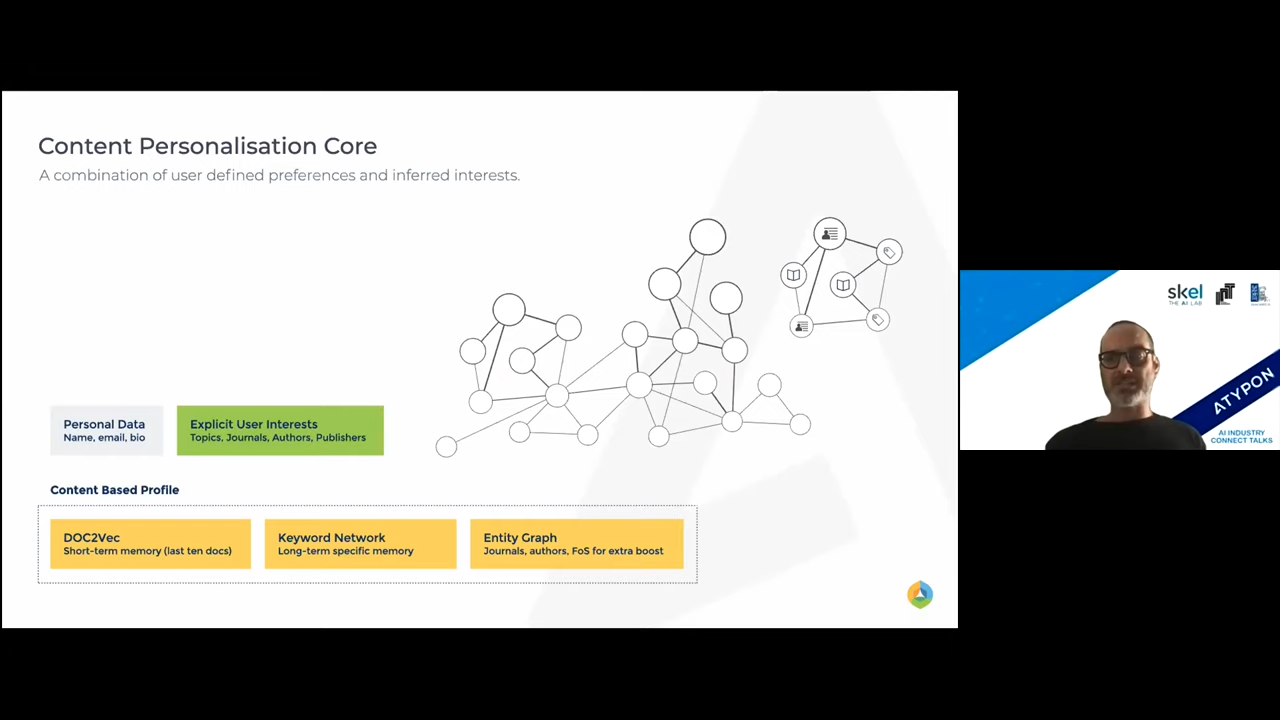 Content Personalisation Core
A combination of user defined preferences and inferred interests.
Personal Data
Name, email, bio
Explicit User Interests
Topics, Journals, Authors, Publishers
Content Based Profile
DOC2Vec
Short-term memory (last ten docs)
Keyword Network
Long-term specific memory
Entity Graph
Journals, authors, FoS for extra boost
skel
THE AI LAB
ATYPON
AI INDUSTRY
CONNECT TALKS